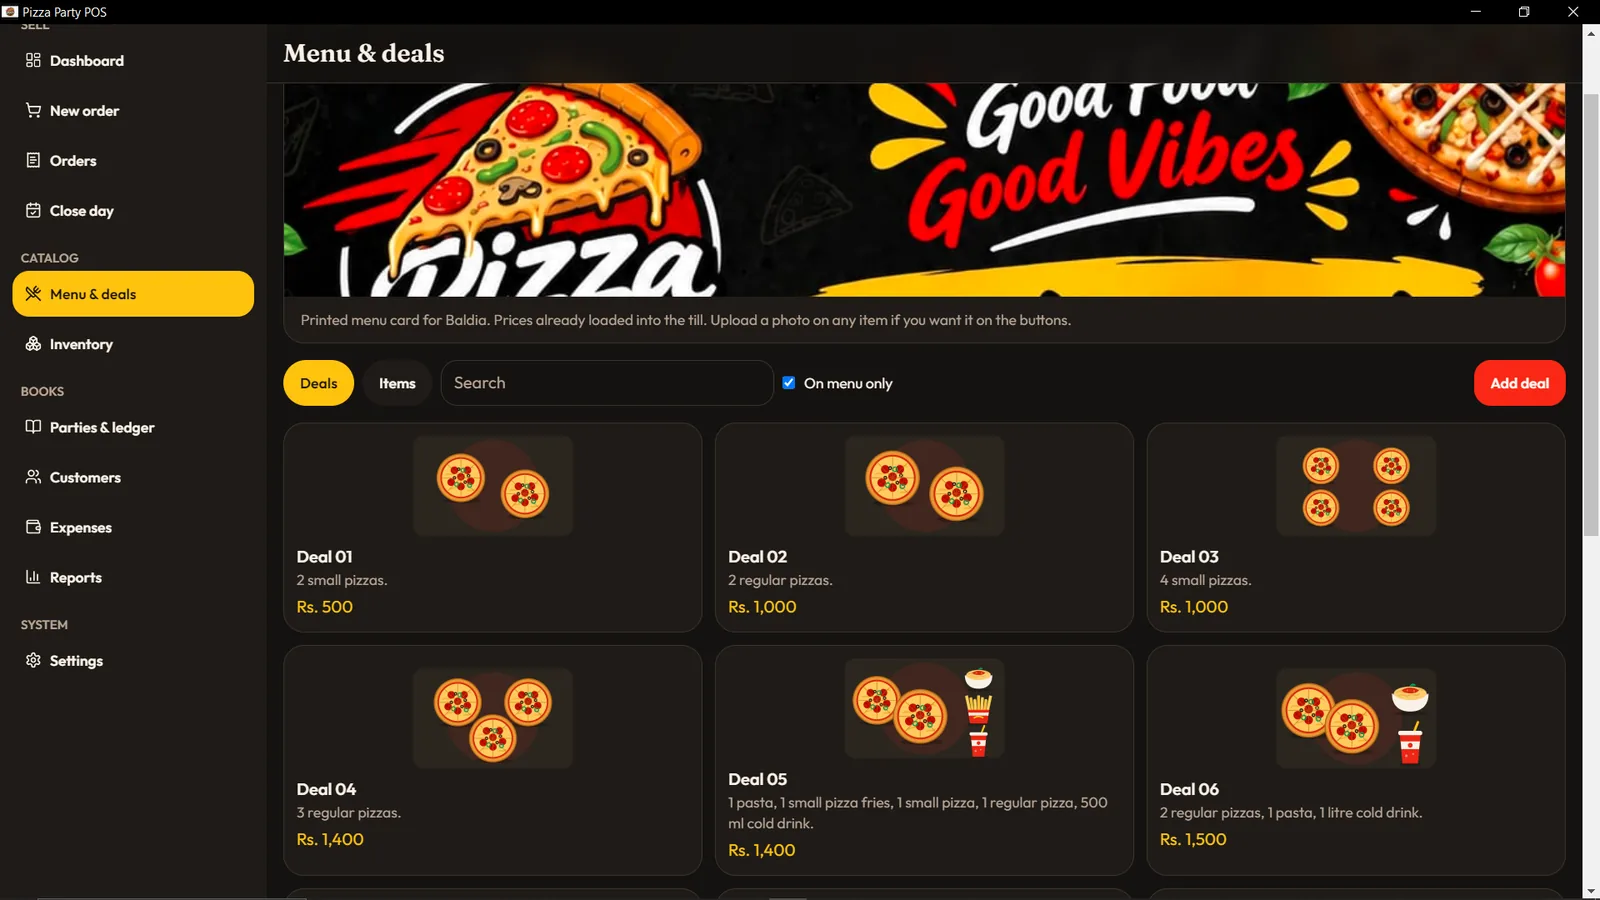 Pizza Party POS
SELL
Dashboard
New order
Orders
Close day
CATALOG
Menu & deals
Inventory
BOOKS
Parties & ledger
Customers
Expenses
Reports
SYSTEM
Settings
Menu & deals
Pizza
Good Food
Good Vibes
Printed menu card for Baldia. Prices already loaded into the till. Upload a photo on any item if you want it on the buttons.
Deals
Items
Search
On menu only
Add deal
Deal 01
2 small pizzas.
Rs. 500
Deal 02
2 regular pizzas.
Rs. 1,000
Deal 03
4 small pizzas.
Rs. 1,000
Deal 04
3 regular pizzas.
Rs. 1,400
Deal 05
1 pasta, 1 small pizza fries, 1 small pizza, 1 regular pizza, 500
ml cold drink.
Rs. 1,400
Deal 06
2 regular pizzas, 1 pasta, 1 litre cold drink.
Rs. 1,500